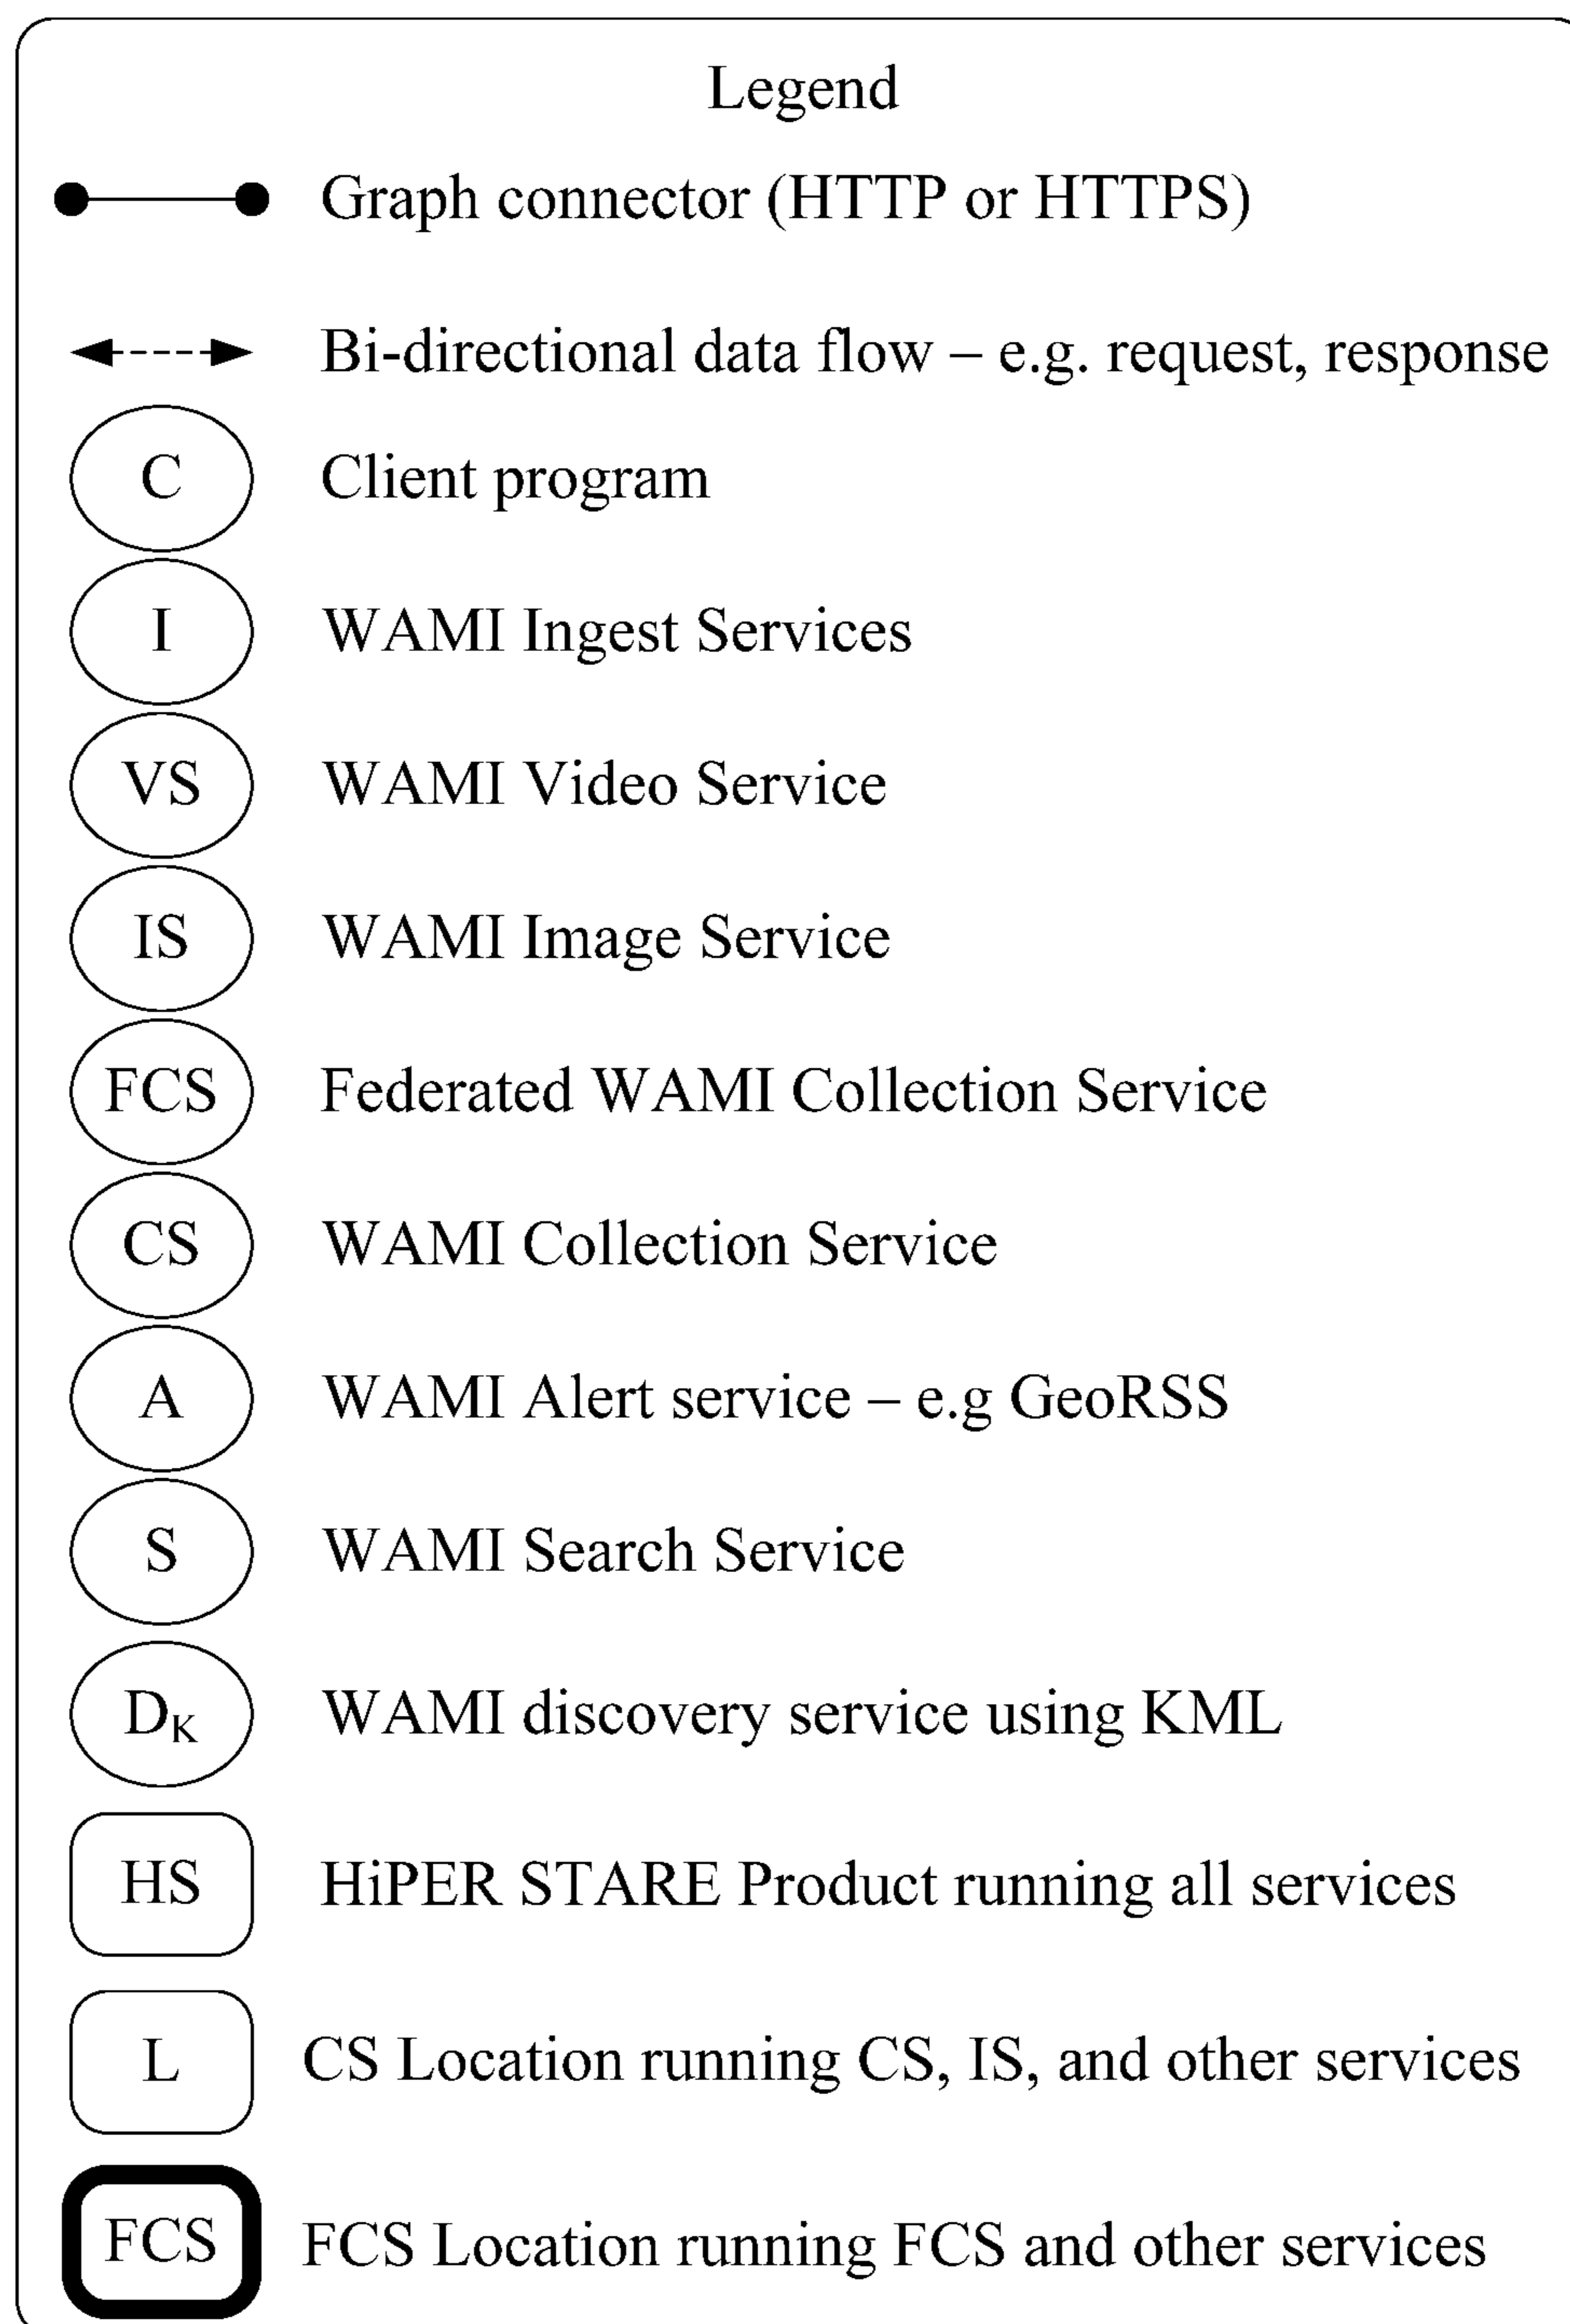 Legend
Graph connector (HTTP or HTTPS)
Bi-directional data flow – e.g. request, response
C Client program
I WAMI Ingest Services
VS WAMI Video Service
IS WAMI Image Service
FCS Federated WAMI Collection Service
CS WAMI Collection Service
A WAMI Alert service – e.g GeoRSS
S WAMI Search Service
DK WAMI discovery service using KML
HS HiPER STARE Product running all services
L CS Location running CS, IS, and other services
FCS FCS Location running FCS and other services